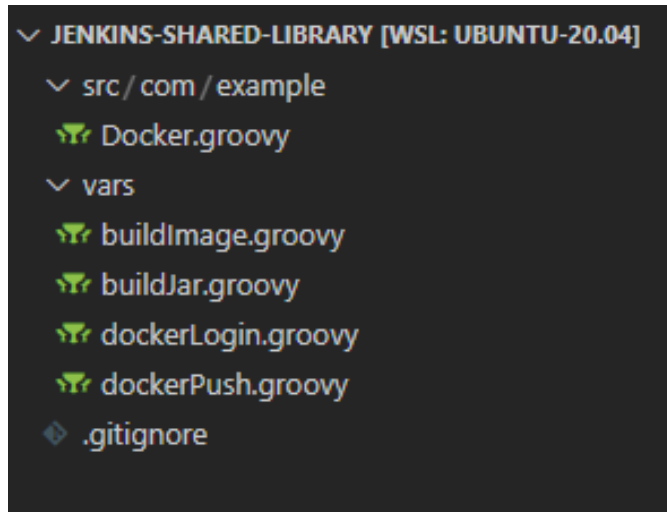 JENKINS-SHARED-LIBRARY [WSL: UBUNTU-20.04]
src / com / example
Docker.groovy
vars
buildImage.groovy
buildJar.groovy
dockerLogin.groovy
dockerPush.groovy
.gitignore